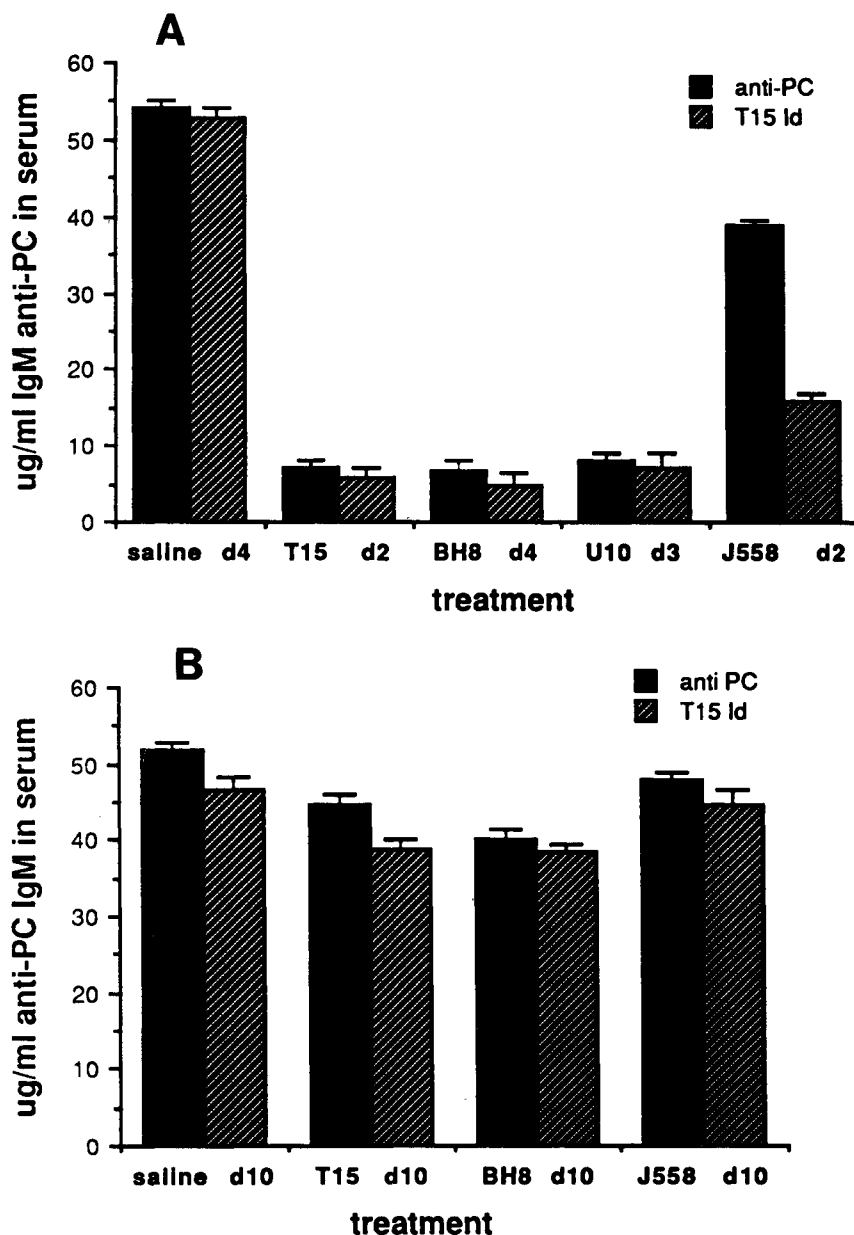 A
60
50
40
30
20
10
0
ug/ml IgM anti-PC in serum
anti-PC
T15 Id
saline d4 T15 d2 BH8 d4 U10 d3 J558 d2
treatment
B
60
50
40
30
20
10
0
ug/ml anti-PC IgM in serum
anti PC
T15 Id
saline d10 T15 d10 BH8 d10 J558 d10
treatment